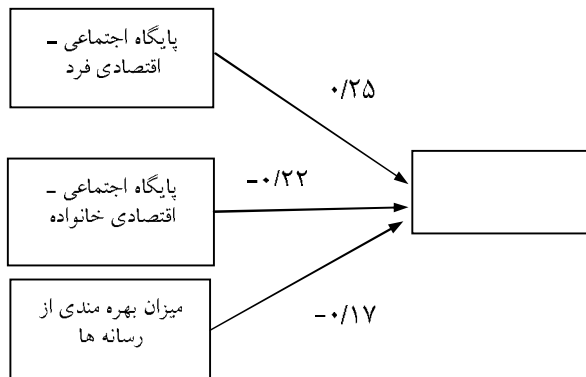 پایگاه اجتماعی –
اقتصادی فرد
۰/۲۵
پایگاه اجتماعی –
اقتصادی خانواده
-۰/۲۲
میزان بهره مندی از
رسانه ها
-۰/۱۷